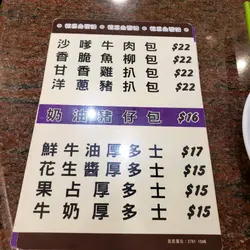 沙嗲牛肉包 $22
香脆魚柳包 $22
甘香雞扒包 $22
洋蔥豬扒包 $22
奶油豬仔包 $16
鮮牛油厚多士 $17
花生醬厚多士 $15
果占厚多士 $15
牛奶厚多士 $15